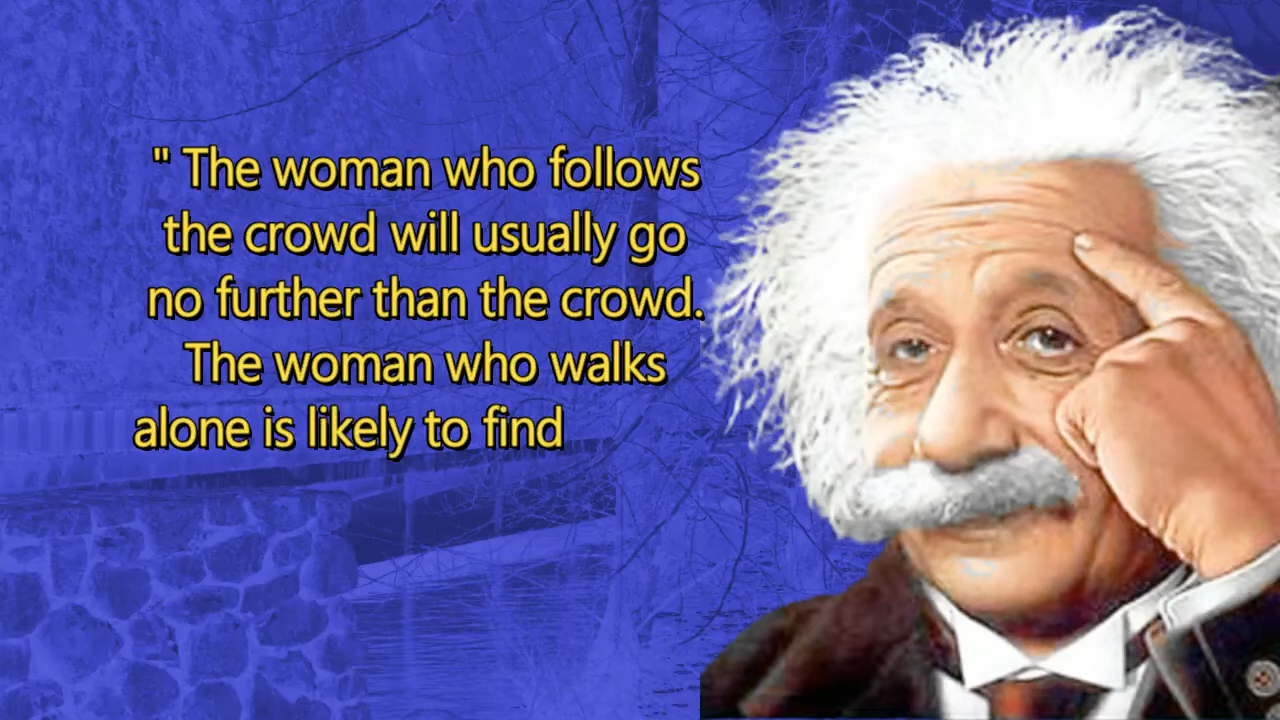 " The woman who follows
the crowd will usually go
no further than the crowd.
The woman who walks
alone is likely to find